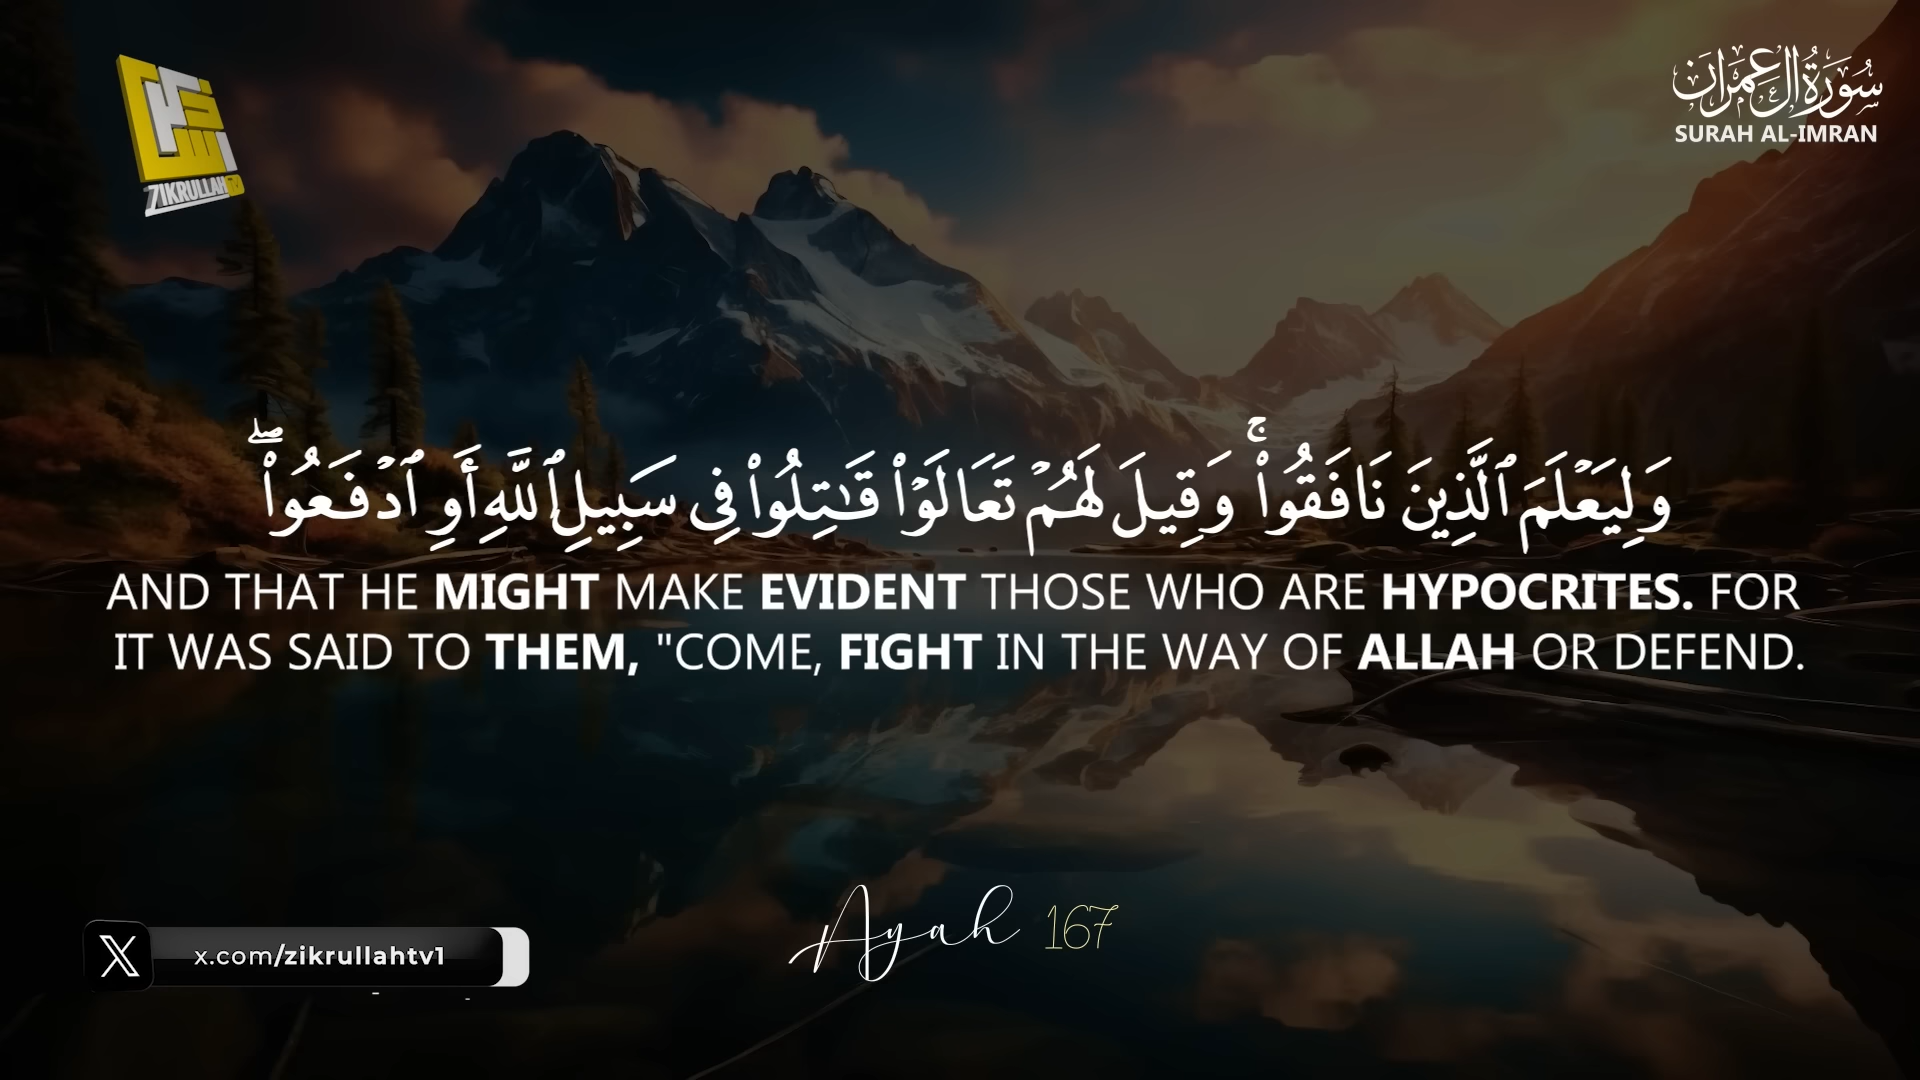 ZIKRULLAH TV
سُورَةُ آلِ عِمْرَان
SURAH AL-IMRAN
وَلِيَعْلَمَ ٱلَّذِينَ نَافَقُوا۟ ۚ وَقِيلَ لَهُمْ تَعَالَوْا۟ قَـٰتِلُوا۟ فِى سَبِيلِ ٱللَّهِ أَوِ ٱدْفَعُوا۟ ۖ
AND THAT HE MIGHT MAKE EVIDENT THOSE WHO ARE HYPOCRITES. FOR
IT WAS SAID TO THEM, "COME, FIGHT IN THE WAY OF ALLAH OR DEFEND.
Ayah 167
x.com/zikrullahtv1